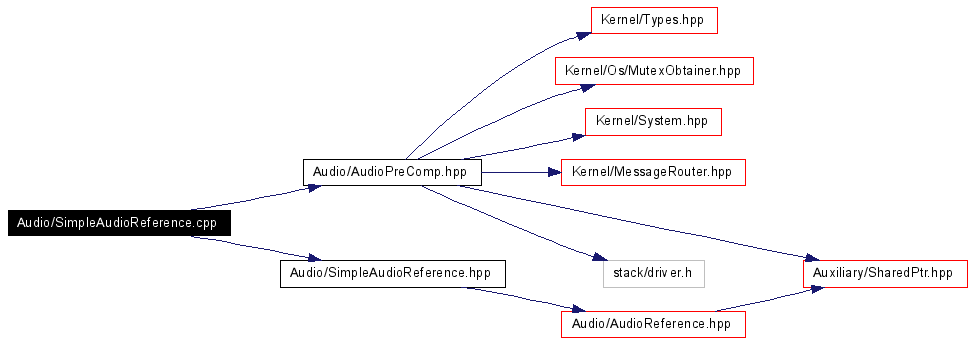 Kernel/Types.hpp
Kernel/Os/MutexObtainer.hpp
Kernel/System.hpp
Audio/AudioPreComp.hpp
Kernel/MessageRouter.hpp
Audio/SimpleAudioReference.cpp
Audio/SimpleAudioReference.hpp
stack/driver.h
Auxiliary/SharedPtr.hpp
Audio/AudioReference.hpp